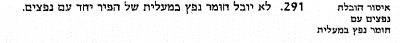 איסור הובלת
נפצים עם
חומר נפץ במעלית
291. לא יובל חומר נפץ במעלית של הפיר יחד עם נפצים.